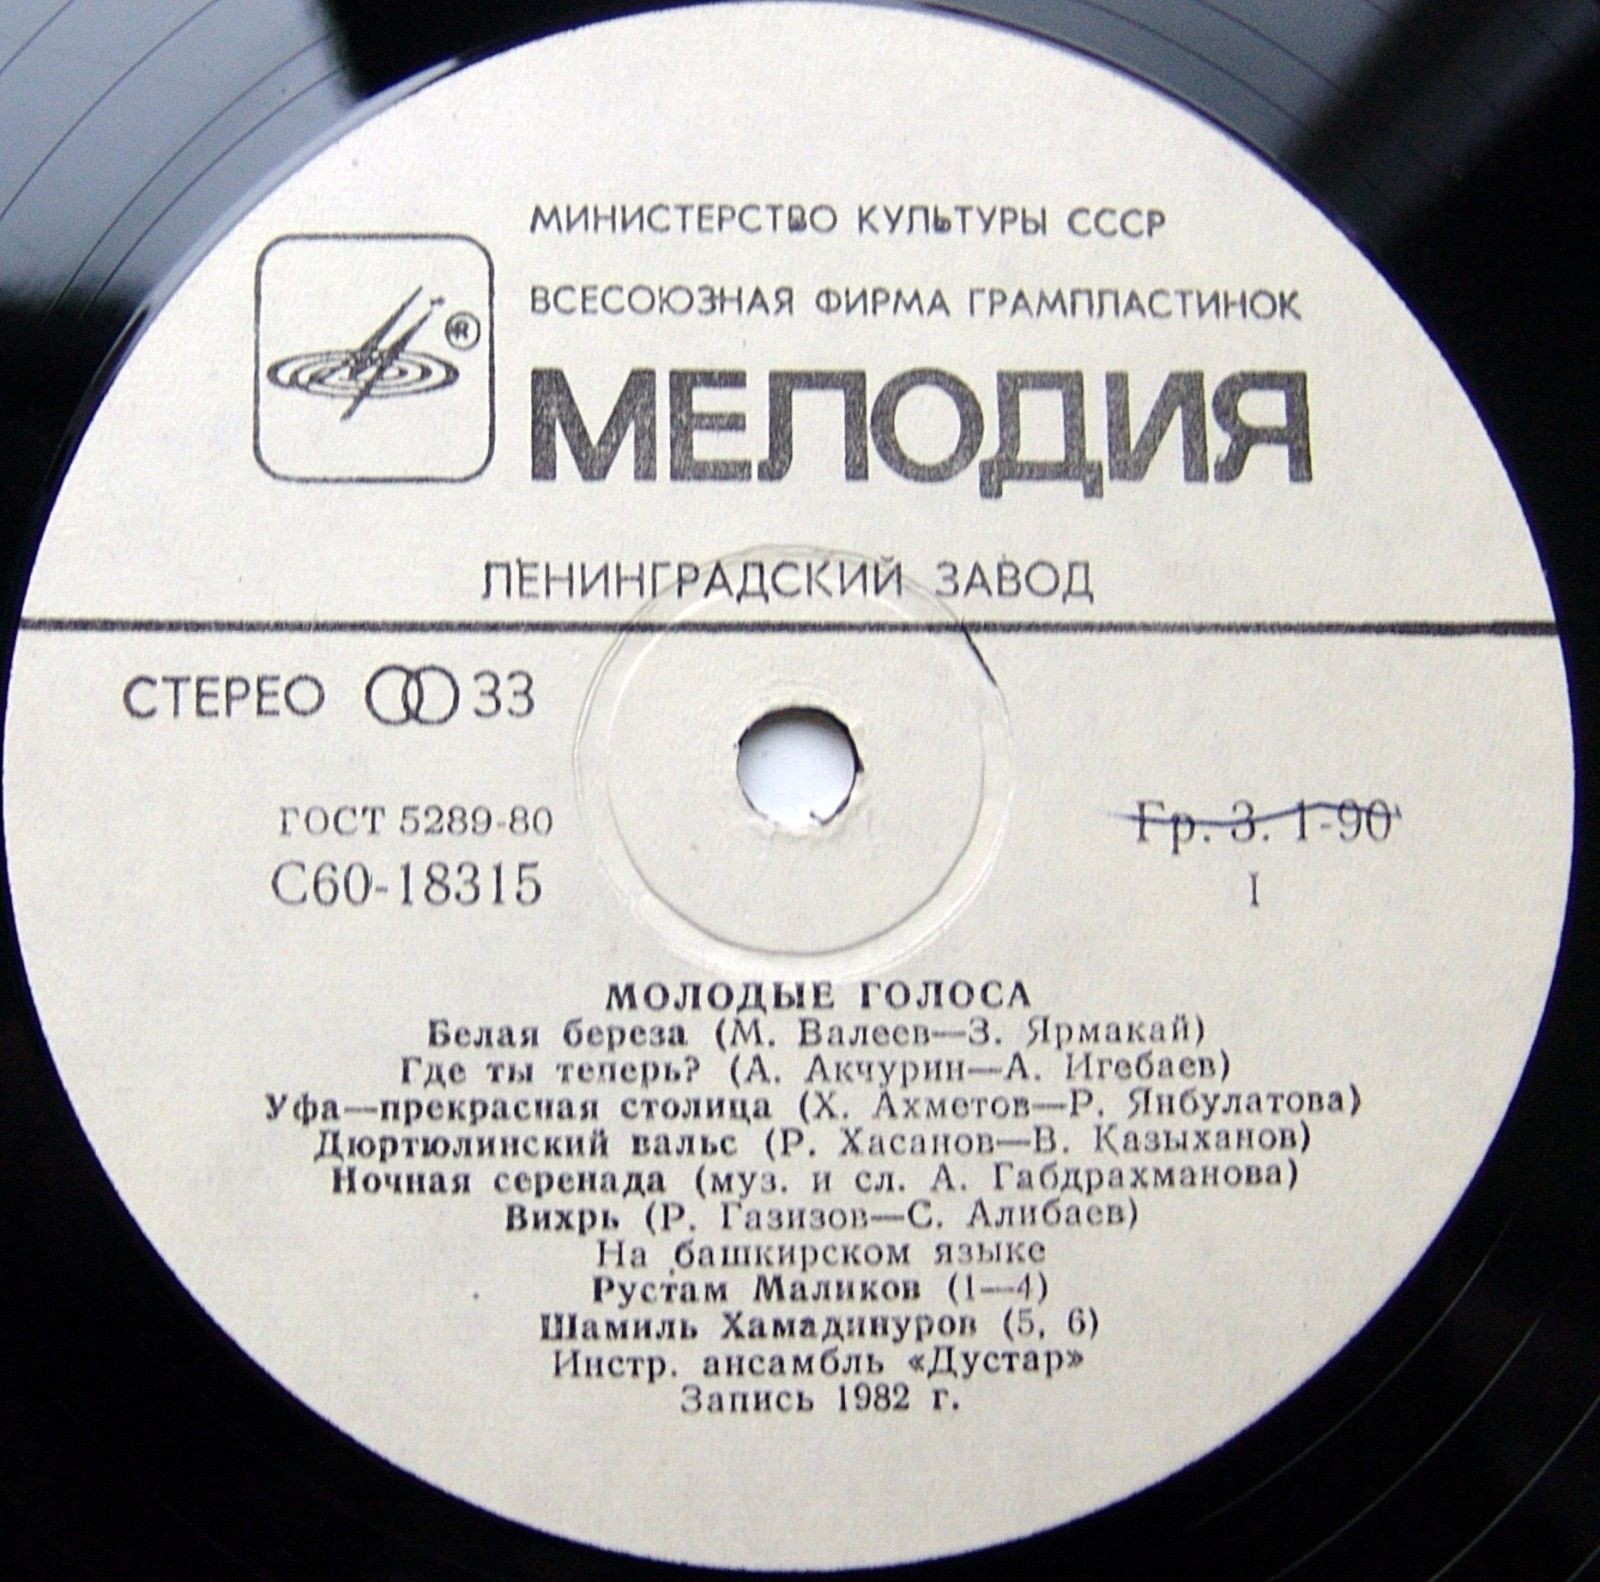 МИНИСТЕРСТВО КУЛЬТУРЫ СССР
ВСЕСОЮЗНАЯ ФИРМА ГРАМПЛАСТИНОК
®
МЕЛОДИЯ
ЛЕНИНГРАДСКИЙ ЗАВОД
СТЕРЕО 33
ГОСТ 5289-80
Гр. 3. 1-90
С60-18315
I
МОЛОДЫЕ ГОЛОСА
Белая береза (М. Валеев—З. Ярмакай)
Где ты теперь? (А. Акчурин—А. Игебаев)
Уфа—прекрасная столица (Х. Ахметов—Р. Янбулатова)
Дюртюлинский вальс (Р. Хасанов—В. Казыханов)
Ночная серенада (муз. и сл. А. Габдрахманова)
Вихрь (Р. Газизов—С. Алибаев)
На башкирском языке
Рустам Маликов (1—4)
Шамиль Хамадинуров (5, 6)
Инстр. ансамбль «Дустар»
Запись 1982 г.